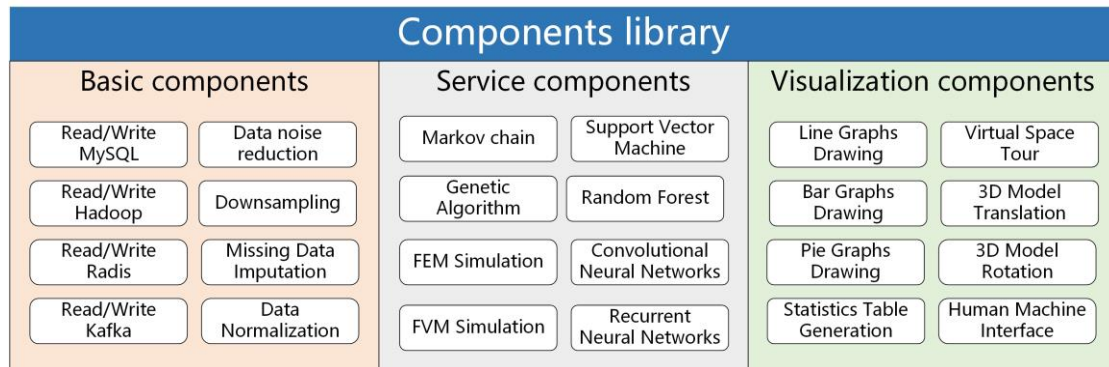 Components library
Basic components
Read/Write
MySQL
Data noise
reduction
Read/Write
Hadoop
Downsampling
Read/Write
Radis
Missing Data
Imputation
Read/Write
Kafka
Data
Normalization
Service components
Markov chain
Support Vector
Machine
Genetic
Algorithm
Random Forest
FEM Simulation
Convolutional
Neural Networks
FVM Simulation
Recurrent
Neural Networks
Visualization components
Line Graphs
Drawing
Virtual Space
Tour
Bar Graphs
Drawing
3D Model
Translation
Pie Graphs
Drawing
3D Model
Rotation
Statistics Table
Generation
Human Machine
Interface